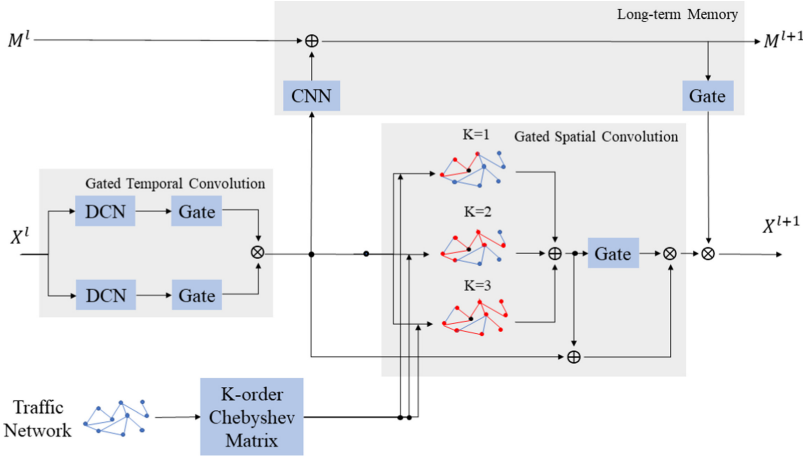 Long-term Memory
M^l
M^{l+1}
CNN
Gate
K=1
Gated Spatial Convolution
Gated Temporal Convolution
DCN
Gate
K=2
X^l
X^{l+1}
Gate
K=3
DCN
Gate
Traffic
Network
K-order
Chebyshev
Matrix